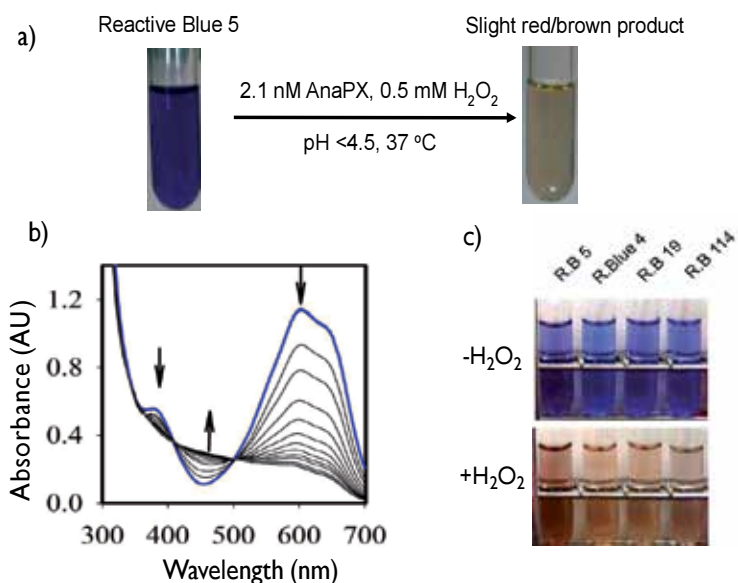 a)
Reactive Blue 5
Slight red/brown product
2.1 nM AnaPX, 0.5 mM H₂O₂
pH <4.5, 37 ºC
b)
1.2
0.8
0.4
0.0
300 400 500 600 700
Absorbance (AU)
Wavelength (nm)
c)
R.B 5 R.Blue 4 R.B 19 R.B 114
-H₂O₂
+H₂O₂